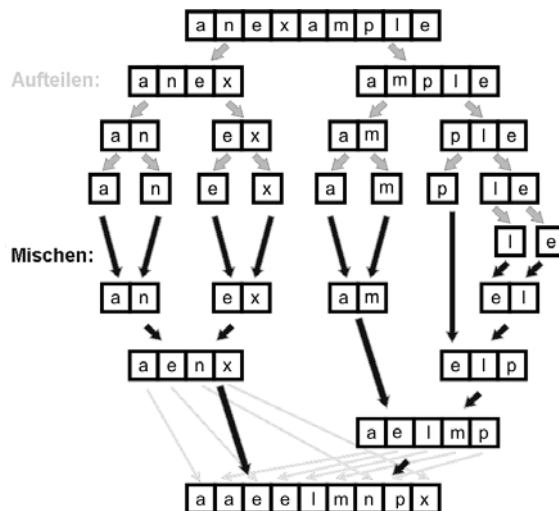 a n e x a m p l e
Aufteilen: a n e x a m p l e
a n e x a m p l e
a n e x a m p l e
l e
Mischen:
a n e x a m e l
a e n x e l p
a e l m p
a a e e l m n p x